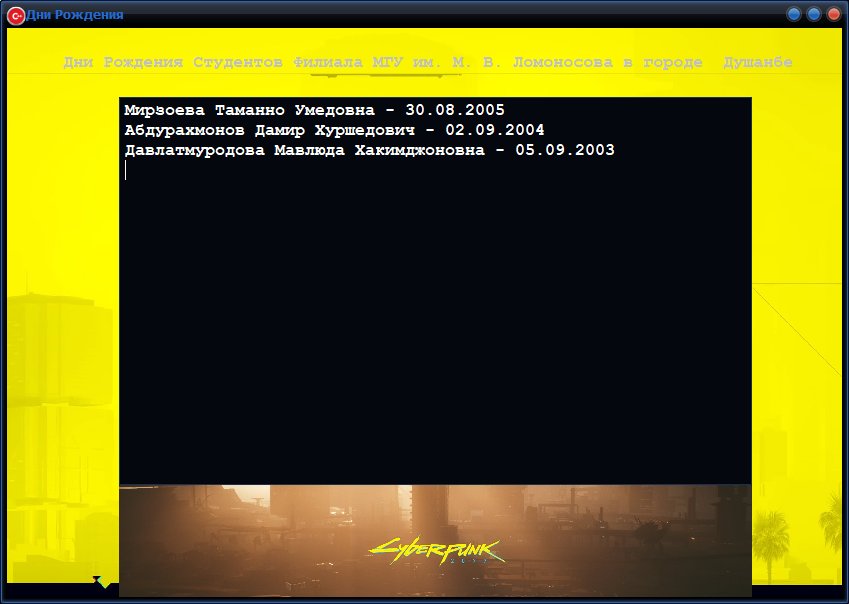 Дни Рождения
Дни Рождения Студентов Филиала МГУ им. М. В. Ломоносова в городе Душанбе
Мирзоева Таманно Умедовна - 30.08.2005
Абдурахмонов Дамир Хуршедович - 02.09.2004
Давлатмуродова Мавлюда Хакимджоновна - 05.09.2003
Cyberpunk
2077